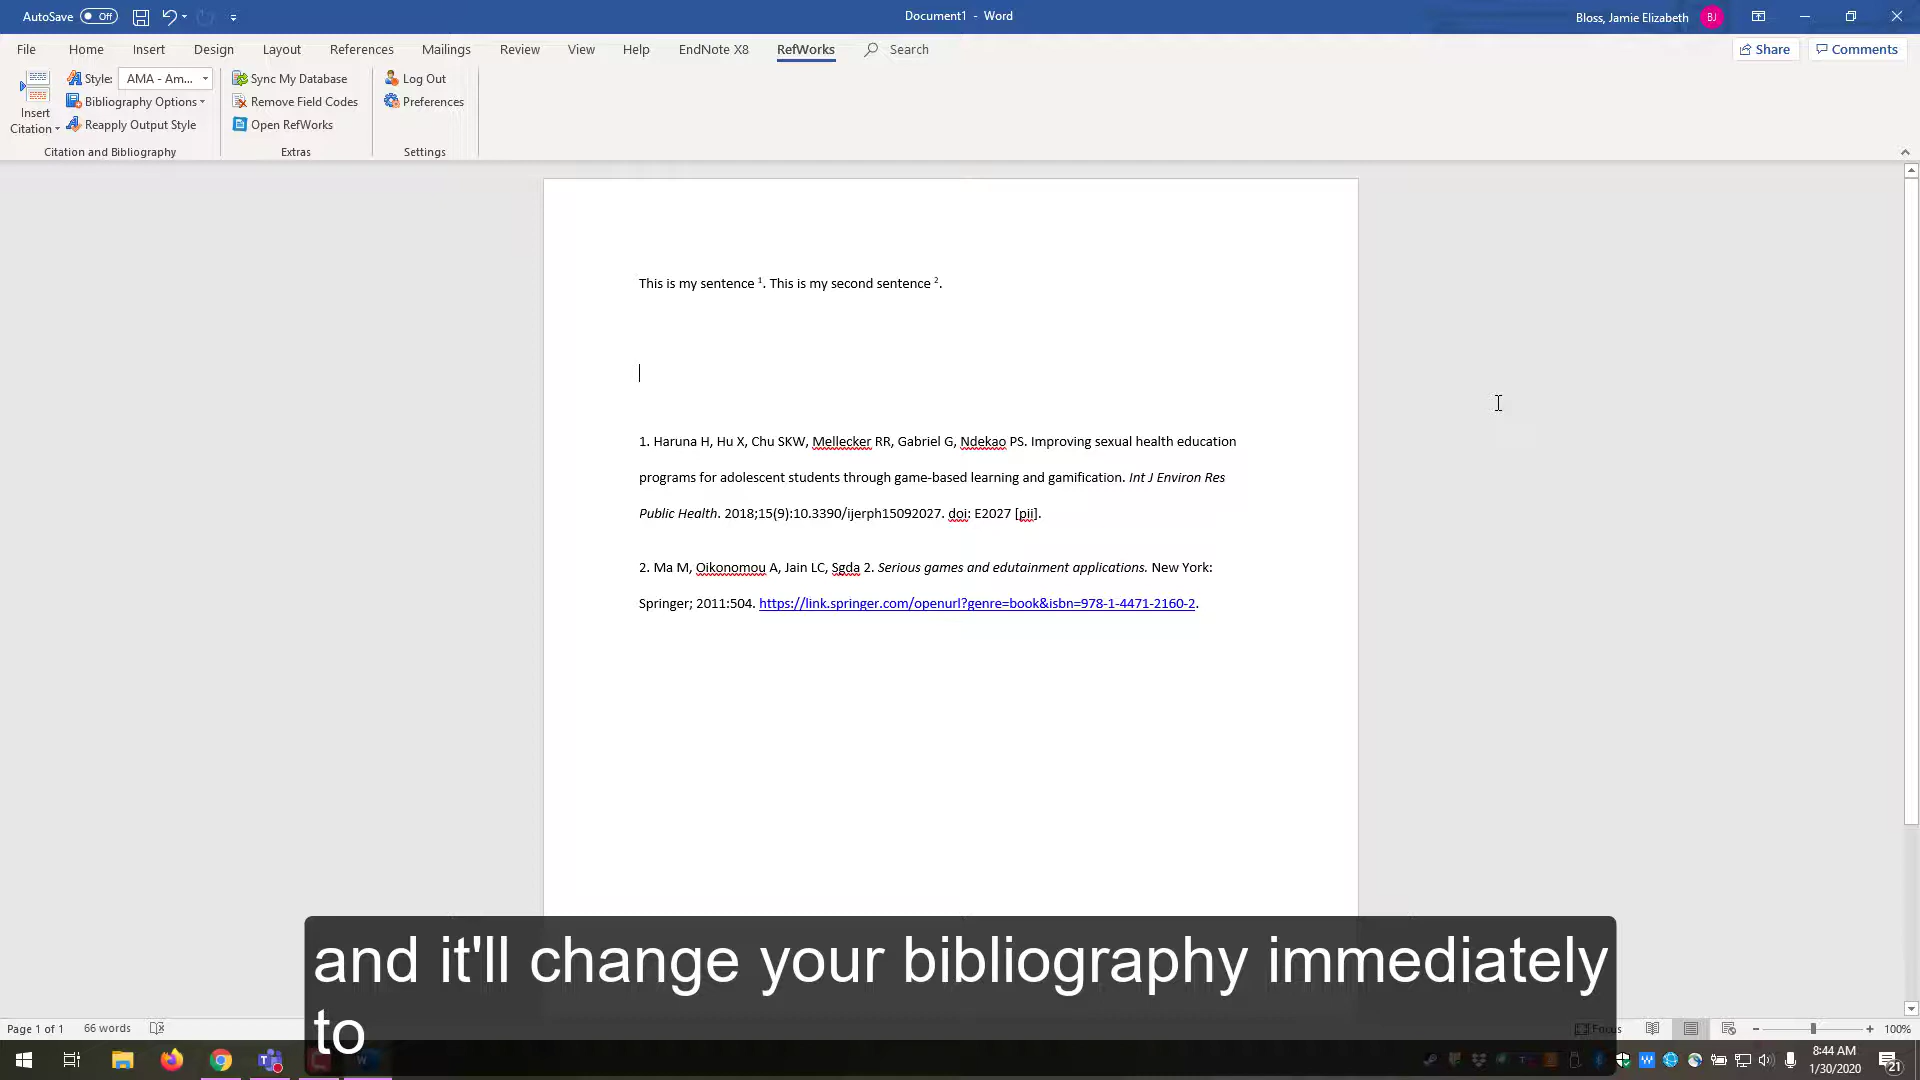 AutoSave Off
Document1 - Word
Bloss, Jamie Elizabeth BJ
File Home Insert Design Layout References Mailings Review View Help EndNote X8 RefWorks Search
Share Comments
Insert Citation
Style: AMA - Am...
Bibliography Options
Reapply Output Style
Citation and Bibliography
Sync My Database
Remove Field Codes
Open RefWorks
Extras
Log Out
Preferences
Settings
This is my sentence 1. This is my second sentence 2.
1. Haruna H, Hu X, Chu SKW, Mellecker RR, Gabriel G, Ndekao PS. Improving sexual health education
programs for adolescent students through game-based learning and gamification. Int J Environ Res
Public Health. 2018;15(9):10.3390/ijerph15092027. doi: E2027 [pii].
2. Ma M, Oikonomou A, Jain LC, Sgda 2. Serious games and edutainment applications. New York:
Springer; 2011:504. https://link.springer.com/openurl?genre=book&isbn=978-1-4471-2160-2.
and it'll change your bibliography immediately
to
Page 1 of 1 66 words
Focus
100%
8:44 AM
1/30/2020
21